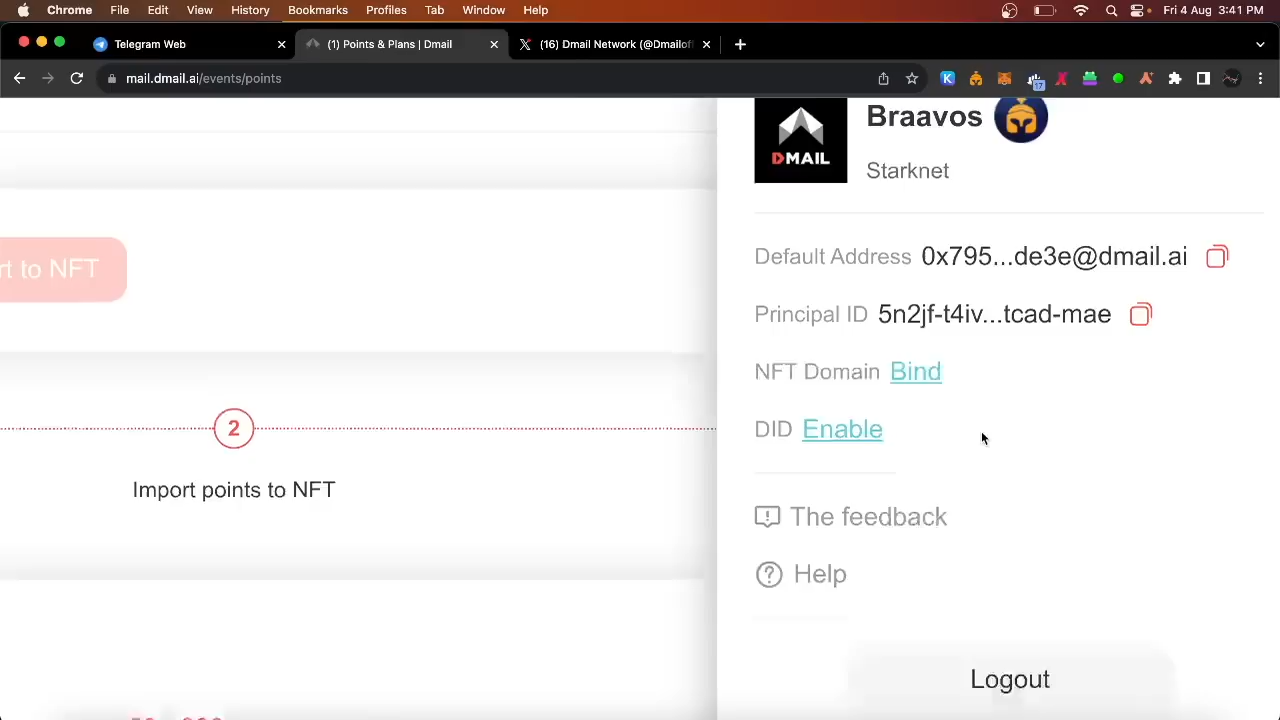 Chrome File Edit View History Bookmarks Profiles Tab Window Help Fri 4 Aug 3:41 PM
Telegram Web
(1) Points & Plans | Dmail
(16) Dmail Network (@Dmailof
mail.dmail.ai/events/points
17
Braavos
DMAIL
Starknet
rt to NFT
Default Address 0x795...de3e@dmail.ai
Principal ID 5n2jf-t4iv...tcad-mae
NFT Domain Bind
DID Enable
2
Import points to NFT
The feedback
Help
Logout